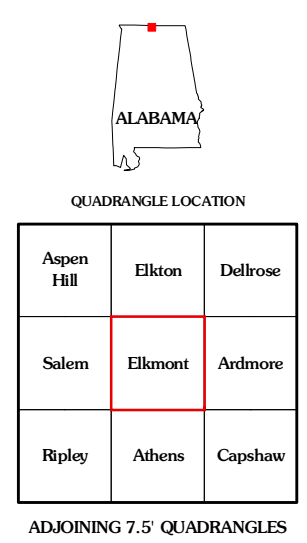 ALABAMA
QUADRANGLE LOCATION
Aspen Hill Elkton Dellrose
Salem Elkmont Ardmore
Ripley Athens Capshaw
ADJOINING 7.5' QUADRANGLES